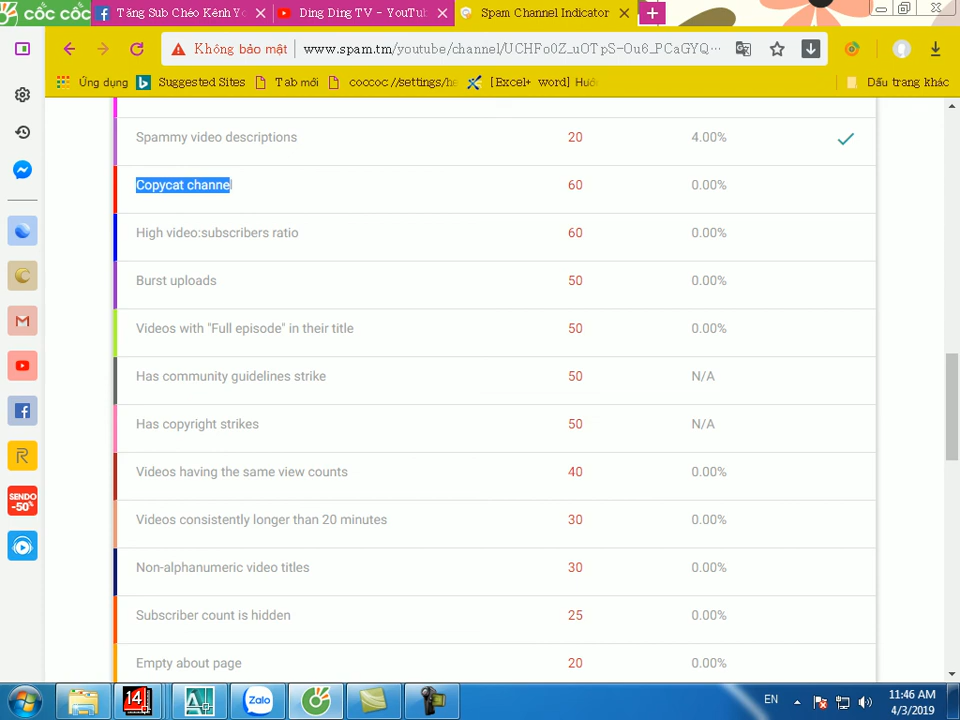 cốc cốc
Tăng Sub Chéo Kênh Yo
Ding Ding TV - YouTub
Spam Channel Indicator
Không bảo mật
www.spam.tm/youtube/channel/UCHFo0Z_uOTpS-Ou6_PCaGYQ...
Ứng dụng
Suggested Sites
Tab mới
coccoc://settings/he
[Excel+ word] Hướ
Dấu trang khác
Spammy video descriptions 20 4.00%
Copycat channel 60 0.00%
High video:subscribers ratio 60 0.00%
Burst uploads 50 0.00%
Videos with "Full episode" in their title 50 0.00%
Has community guidelines strike 50 N/A
Has copyright strikes 50 N/A
Videos having the same view counts 40 0.00%
Videos consistently longer than 20 minutes 30 0.00%
Non-alphanumeric video titles 30 0.00%
Subscriber count is hidden 25 0.00%
Empty about page 20 0.00%
SENDO
-50%
14
Zalo
EN
11:46 AM
4/3/2019